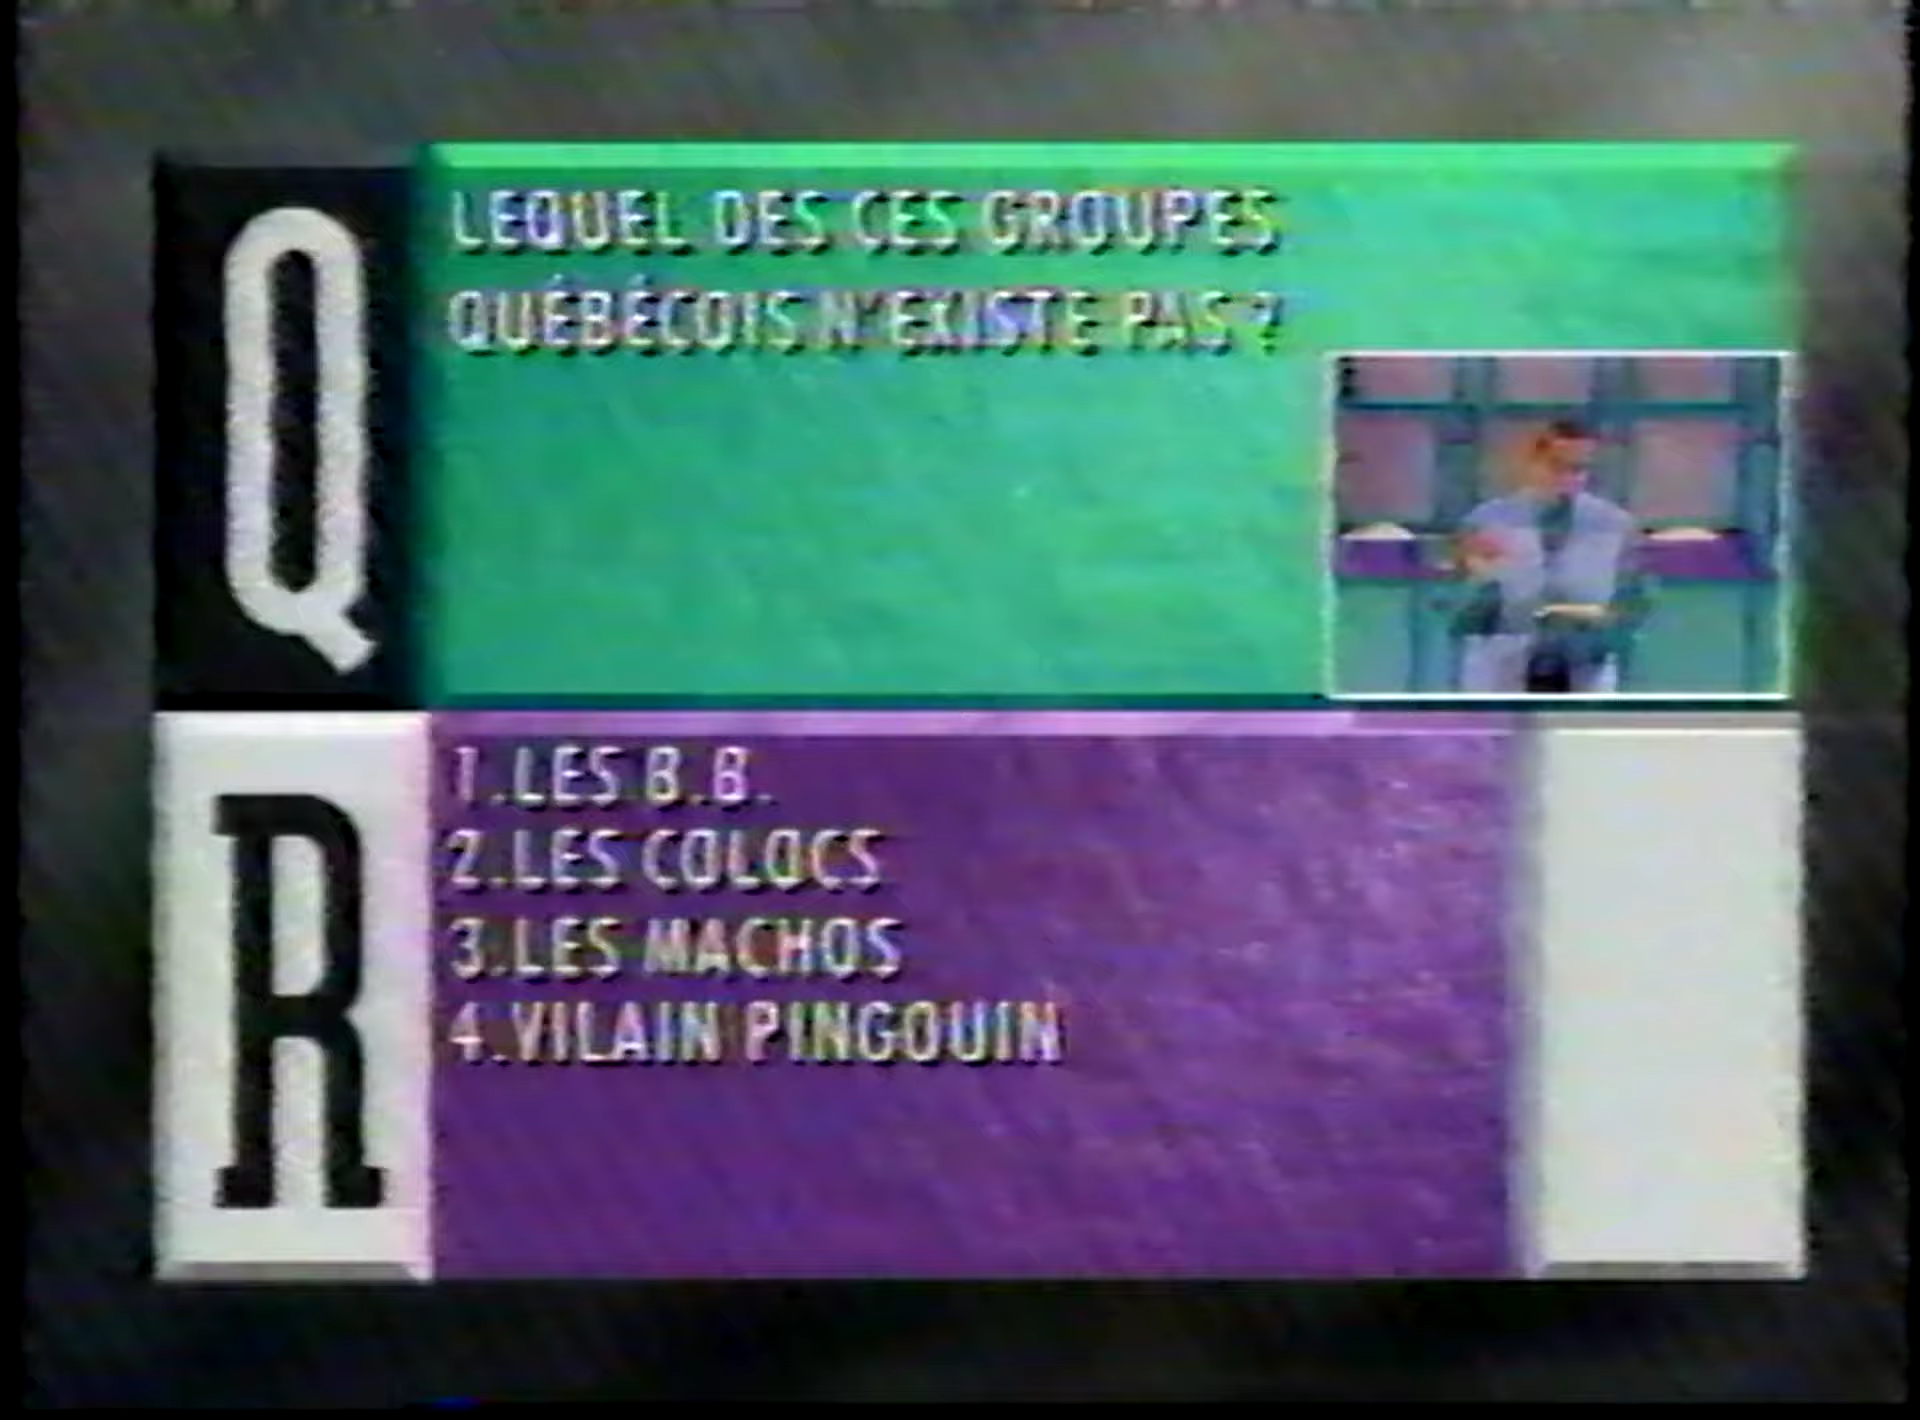 Q
LEQUEL DES CES GROUPES
QUÉBÉCOIS N'EXISTE PAS ?
R
1.LES B.B.
2.LES COLOCS
3.LES MACHOS
4.VILAIN PINGOUIN